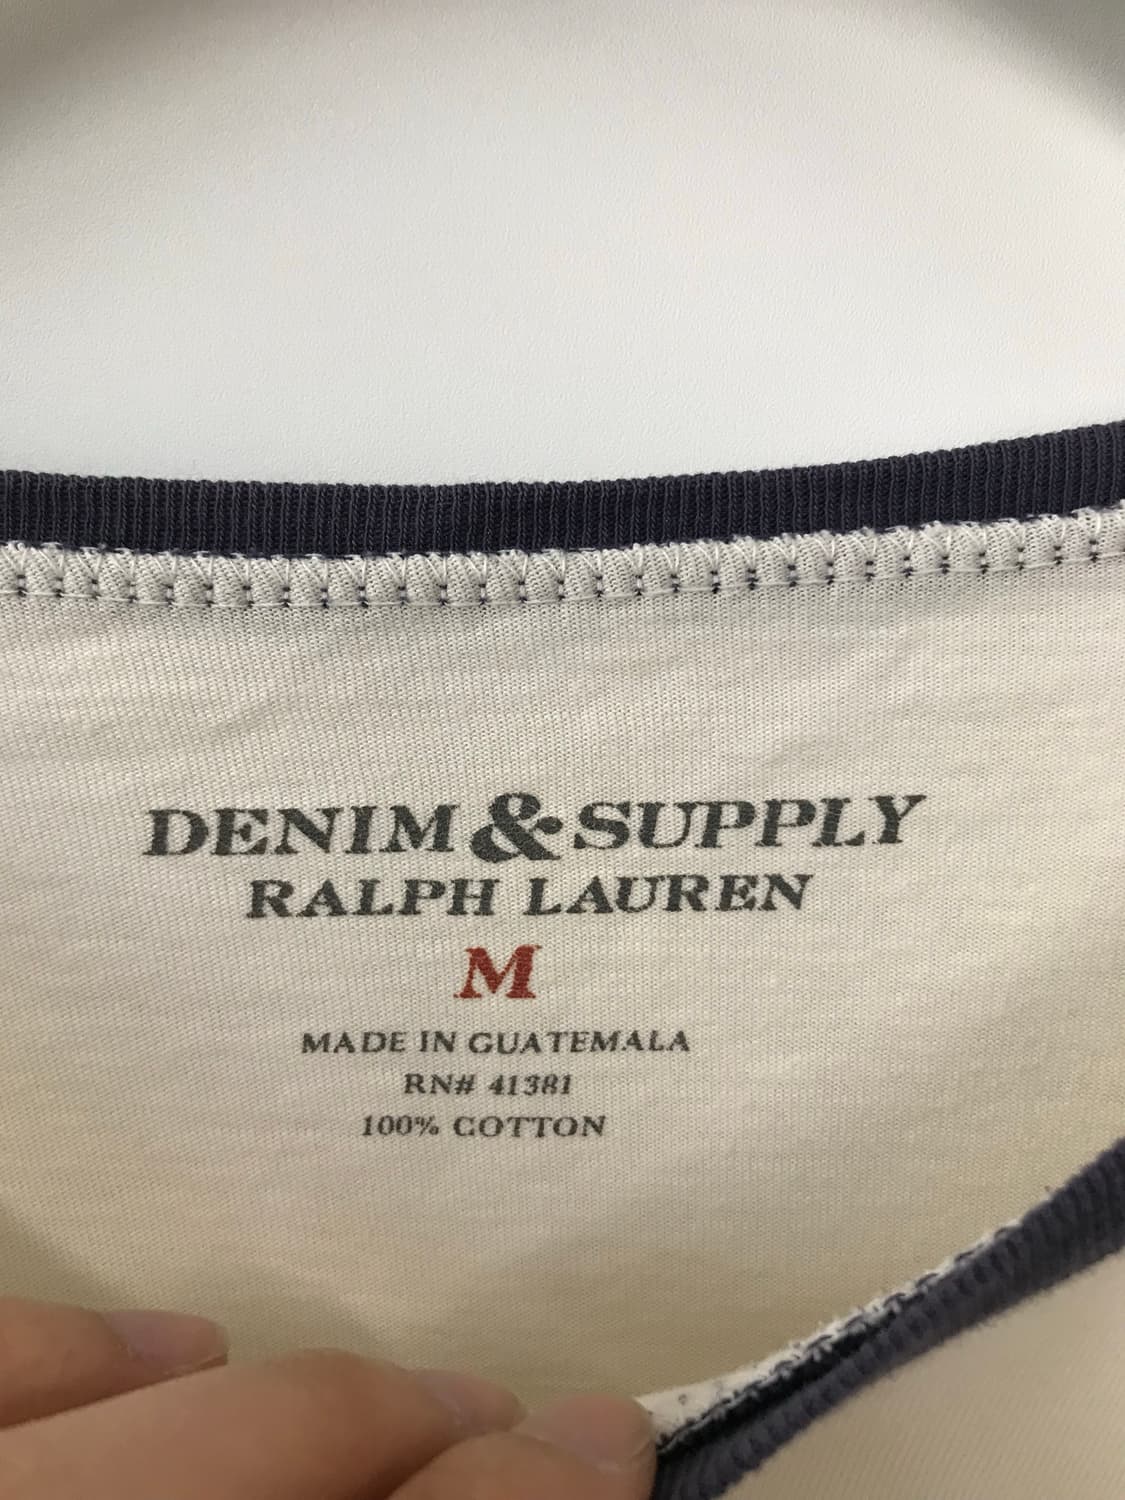 DENIM & SUPPLY
RALPH LAUREN
M
MADE IN GUATEMALA
RN# 41381
100% COTTON